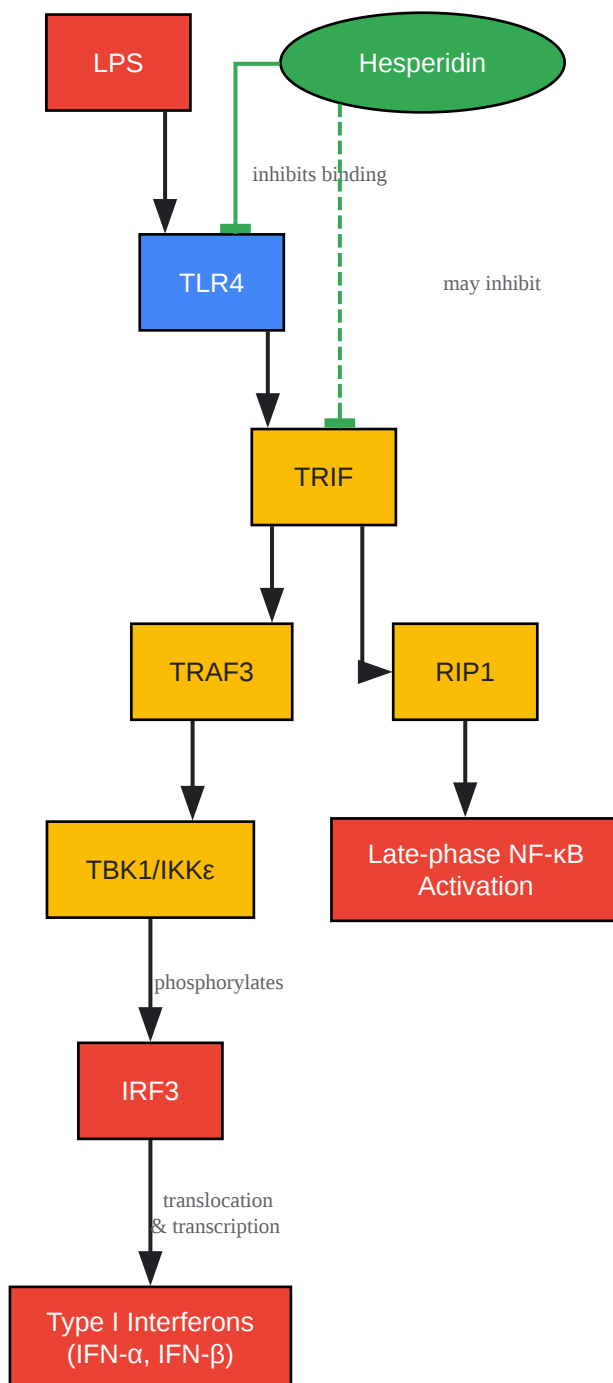 LPS
Hesperidin
inhibits binding
TLR4
may inhibit
TRIF
TRAF3
RIP1
TBK1/IKKε
Late-phase NF-κB
Activation
phosphorylates
IRF3
translocation
& transcription
Type I Interferons
(IFN-α, IFN-β)